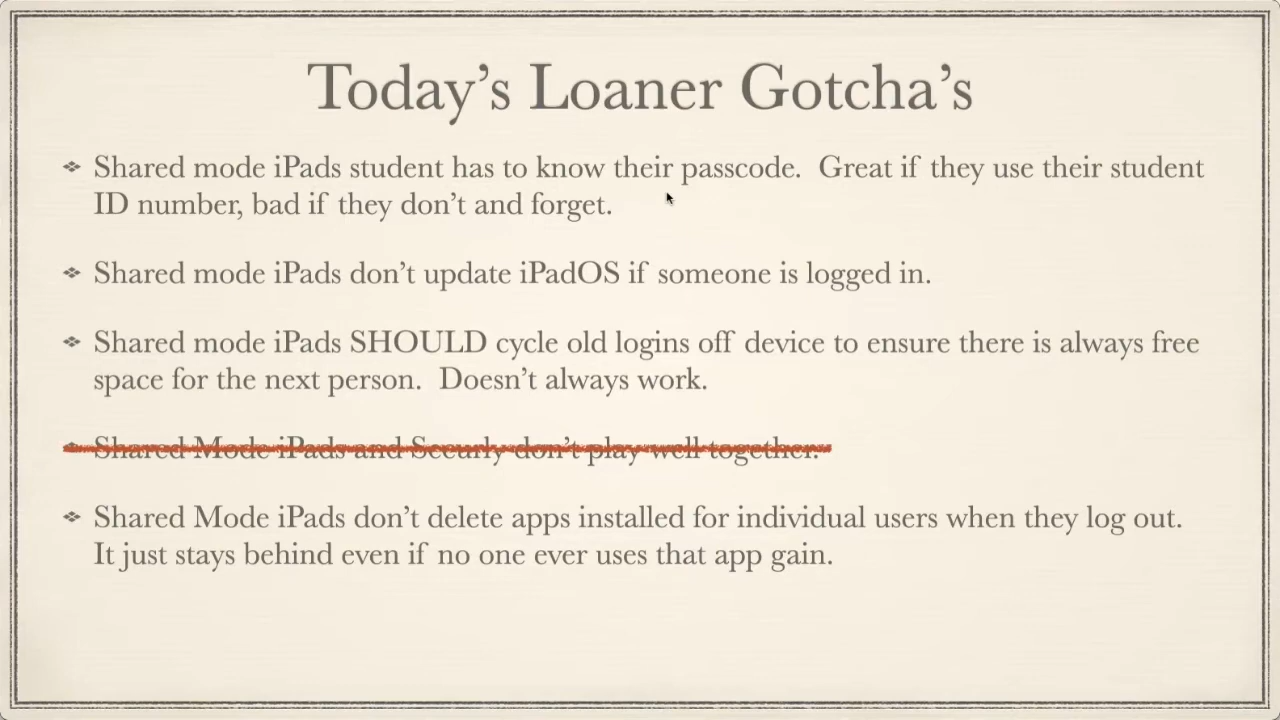 Today’s Loaner Gotcha’s
Shared mode iPads student has to know their passcode.  Great if they use their student
ID number, bad if they don’t and forget.
Shared mode iPads don’t update iPadOS if someone is logged in.
Shared mode iPads SHOULD cycle old logins off device to ensure there is always free
space for the next person.  Doesn’t always work.
Shared Mode iPads and Securly don’t play well together.
Shared Mode iPads don’t delete apps installed for individual users when they log out.
It just stays behind even if no one ever uses that app gain.